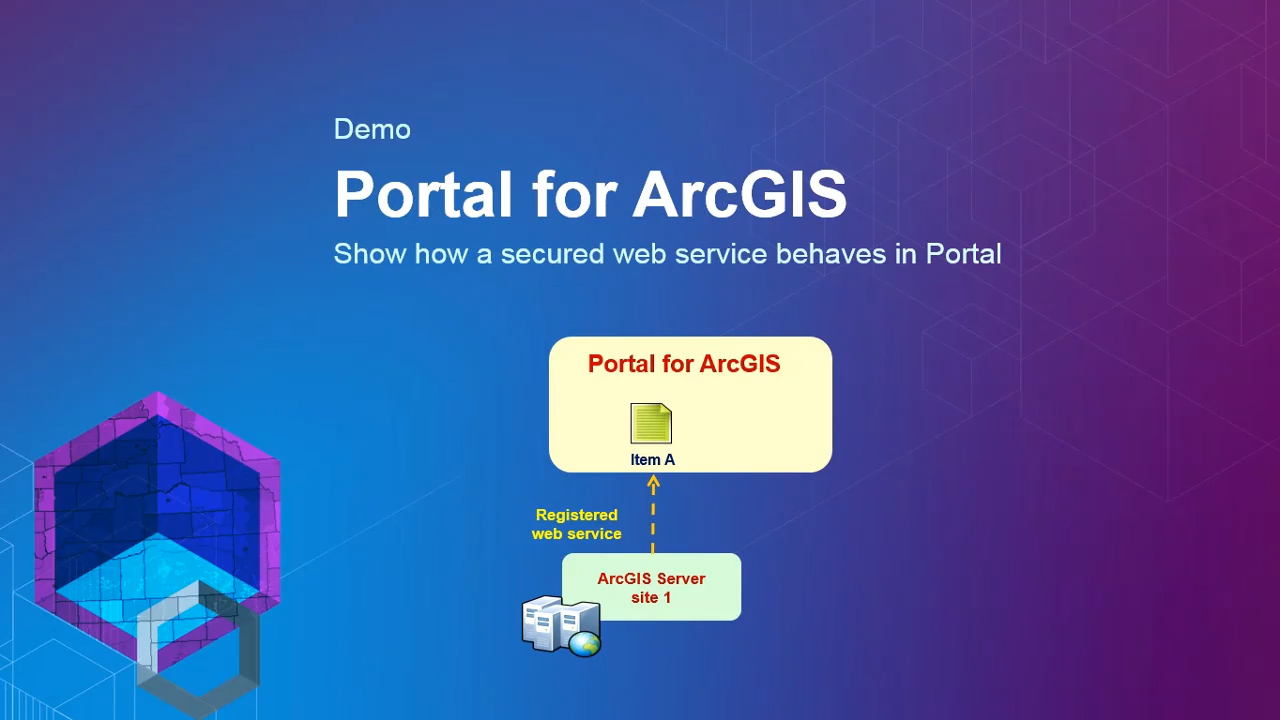 Demo
Portal for ArcGIS
Show how a secured web service behaves in Portal
Portal for ArcGIS
Item A
Registered
web service
ArcGIS Server
site 1